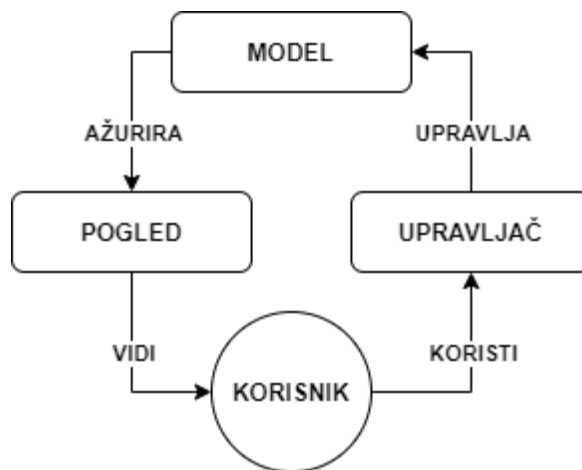 MODEL
AŽURIRA
UPRAVLJA
POGLED
UPRAVLJAČ
VIDI
KORISTI
KORISNIK